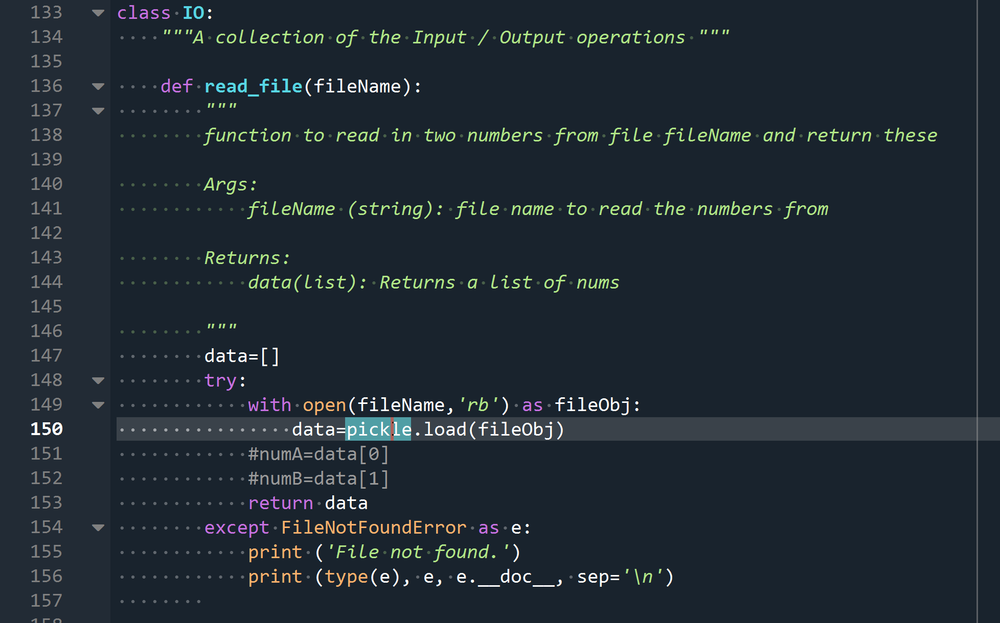 133 class IO:
134     """A collection of the Input / Output operations """
135
136     def read_file(fileName):
137         """
138         function to read in two numbers from file fileName and return these
139
140         Args:
141             fileName (string): file name to read the numbers from
142
143         Returns:
144             data(list): Returns a list of nums
145
146         """
147         data=[]
148         try:
149             with open(fileName,'rb') as fileObj:
150                 data=pickle.load(fileObj)
151             #numA=data[0]
152             #numB=data[1]
153             return data
154         except FileNotFoundError as e:
155             print ('File not found.')
156             print (type(e), e, e.__doc__, sep='\n')
157
158